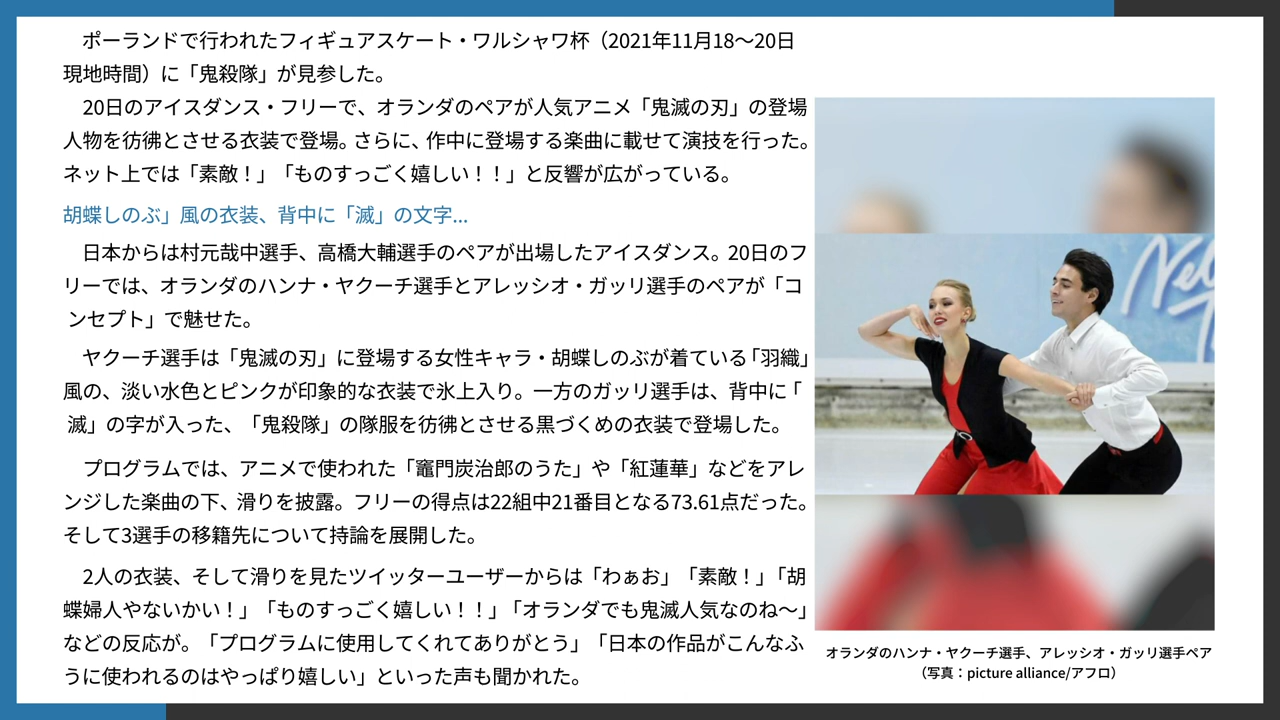 ポーランドで行われたフィギュアスケート・ワルシャワ杯（2021年11月18〜20日
現地時間）に「鬼殺隊」が見参した。
20日のアイスダンス・フリーで、オランダのペアが人気アニメ「鬼滅の刃」の登場
人物を彷彿とさせる衣装で登場。さらに、作中に登場する楽曲に載せて演技を行った。
ネット上では「素敵！」「ものすっごく嬉しい！！」と反響が広がっている。
胡蝶しのぶ」風の衣装、背中に「滅」の文字...
日本からは村元哉中選手、高橋大輔選手のペアが出場したアイスダンス。20日のフ
リーでは、オランダのハンナ・ヤクーチ選手とアレッシオ・ガッリ選手のペアが「コ
ンセプト」で魅せた。
ヤクーチ選手は「鬼滅の刃」に登場する女性キャラ・胡蝶しのぶが着ている「羽織」
風の、淡い水色とピンクが印象的な衣装で氷上入り。一方のガッリ選手は、背中に「
滅」の字が入った、「鬼殺隊」の隊服を彷彿とさせる黒づくめの衣装で登場した。
プログラムでは、アニメで使われた「竈門炭治郎のうた」や「紅蓮華」などをアレ
ンジした楽曲の下、滑りを披露。フリーの得点は22組中21番目となる73.61点だった。
そして3選手の移籍先について持論を展開した。
2人の衣装、そして滑りを見たツイッターユーザーからは「わぁお」「素敵！」「胡
蝶婦人やないかい！」「ものすっごく嬉しい！！」「オランダでも鬼滅人気なのね〜」
などの反応が。「プログラムに使用してくれてありがとう」「日本の作品がこんなふ
うに使われるのはやっぱり嬉しい」といった声も聞かれた。
Nel
オランダのハンナ・ヤクーチ選手、アレッシオ・ガッリ選手ペア
（写真：picture alliance/アフロ）